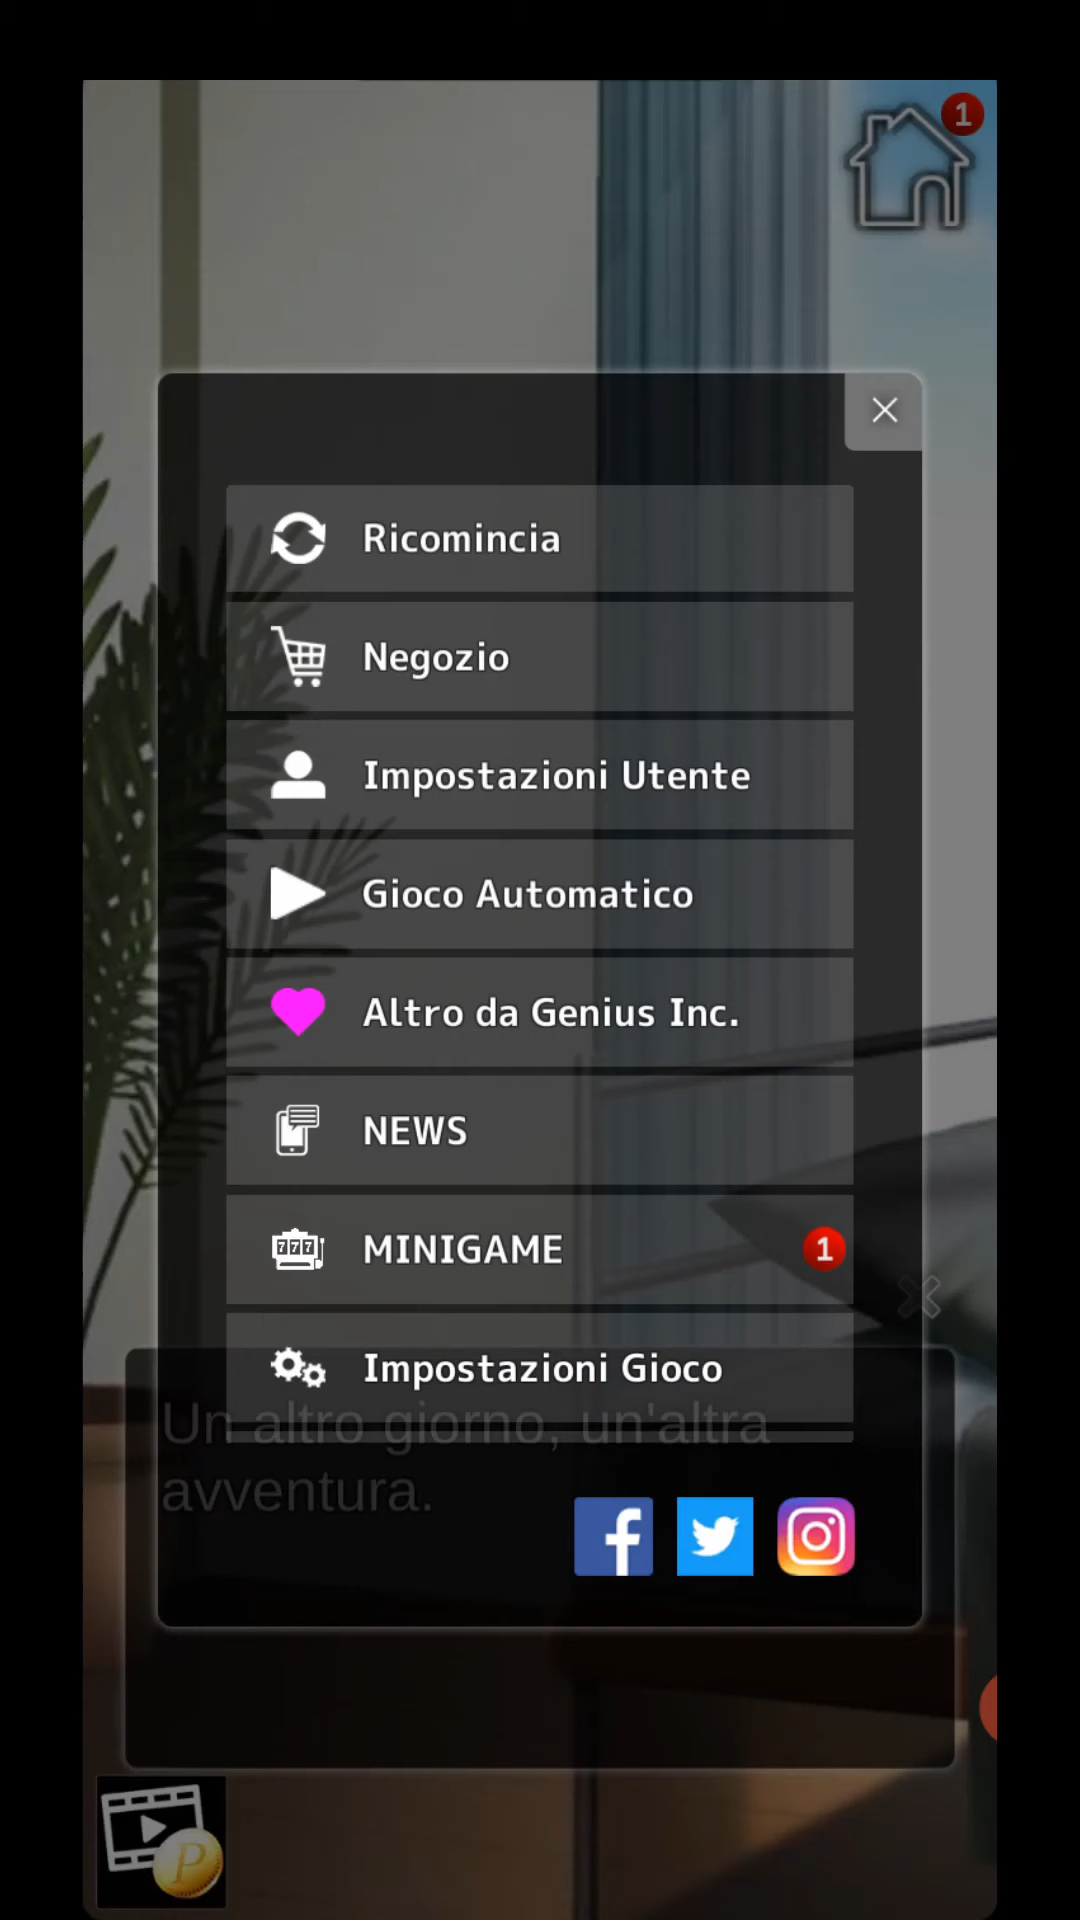 1
Ricomincia
Negozio
Impostazioni Utente
Gioco Automatico
Altro da Genius Inc.
NEWS
777 MINIGAME 1
Impostazioni Gioco
Un altro giorno, un'altra
avventura.
P